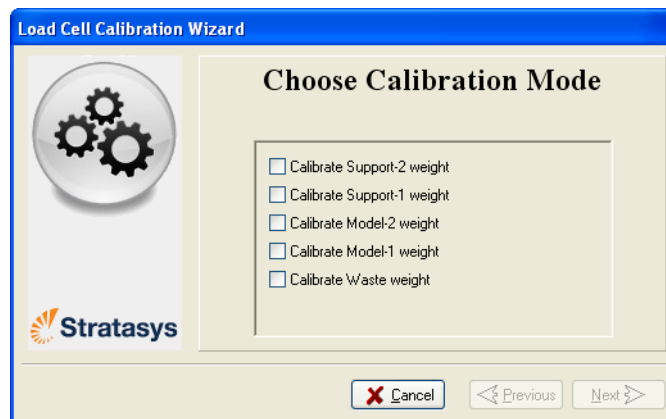 Load Cell Calibration Wizard
Choose Calibration Mode
Calibrate Support-2 weight
Calibrate Support-1 weight
Calibrate Model-2 weight
Calibrate Model-1 weight
Calibrate Waste weight
Stratasys
Cancel
Previous
Next